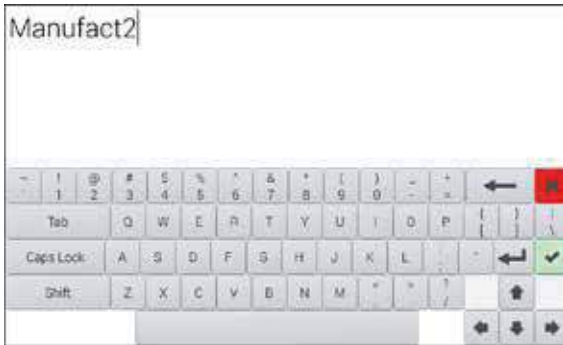 Manufact2
~ ! @ # $ % ^ & * ( ) _ +
` 1 2 3 4 5 6 7 8 9 0 - =
Tab Q W E R T Y U I O P { } |
[ ] \
Caps Lock A S D F G H J K L :
;
Shift Z X C V B N M ?
/